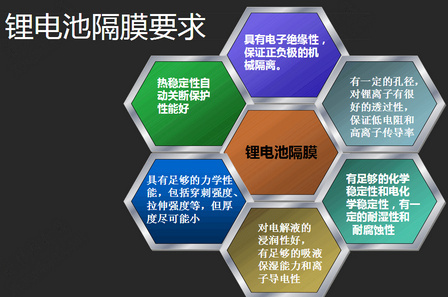 锂电池隔膜要求
具有电子绝缘性，
保证正负极的机
械隔离。
热稳定性自
动关断保护
性能好
有一定的孔径，
对锂离子有很
好的透过性，
保证低电阻和
高离子传导率
锂电池隔膜
具有足够的力学性
能，包括穿刺强度、
拉伸强度等，但厚
度尽可能小
有足够的化学
稳定性和电化
学稳定性，有一
定的耐湿性和
耐腐蚀性
对电解液的
浸润性好，
有足够的吸液
保湿能力和离
子导电性